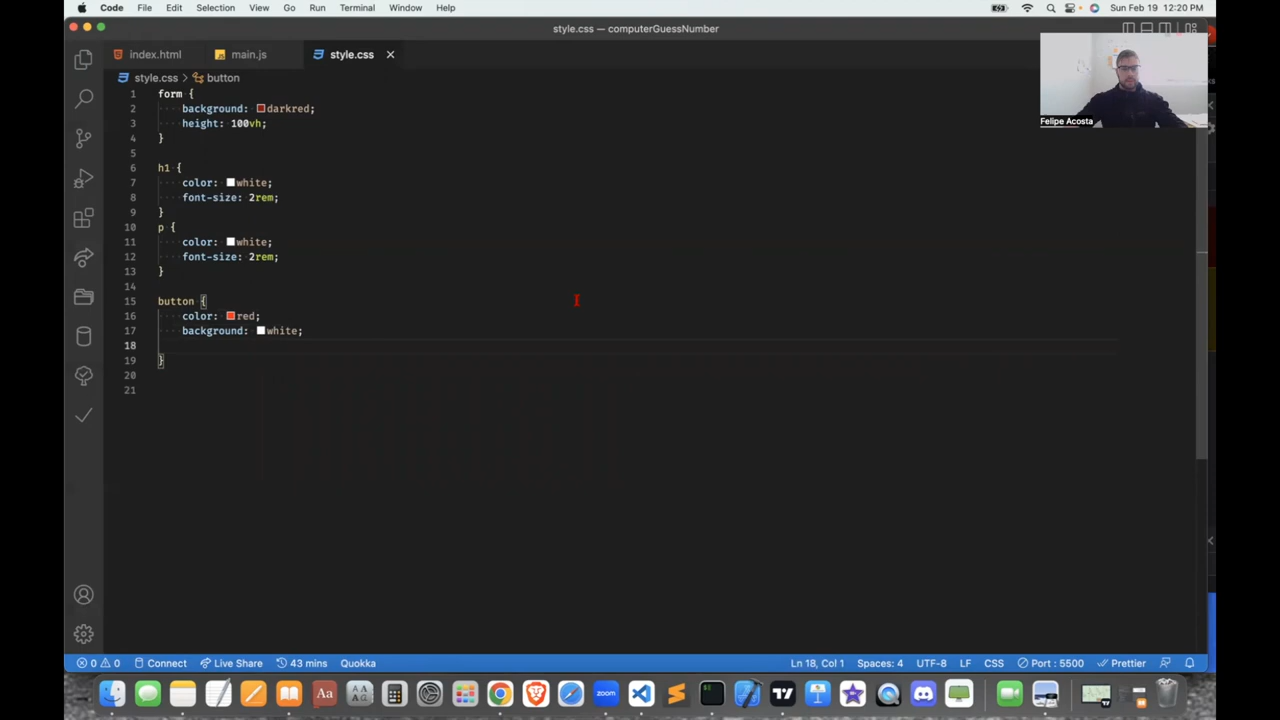 Code File Edit Selection View Go Run Terminal Window Help Sun Feb 19 12:20 PM
style.css — computerGuessNumber
index.html main.js style.css
style.css > button
Felipe Acosta
1 form {
2 background: darkred;
3 height: 100vh;
4 }
5
6 h1 {
7 color: white;
8 font-size: 2rem;
9 }
10 p {
11 color: white;
12 font-size: 2rem;
13 }
14
15 button {
16 color: red;
17 background: white;
18
19 }
20
21
0 0 Connect Live Share 43 mins Quokka Ln 18, Col 1 Spaces: 4 UTF-8 LF CSS Port : 5500 Prettier
Aa AA zoom